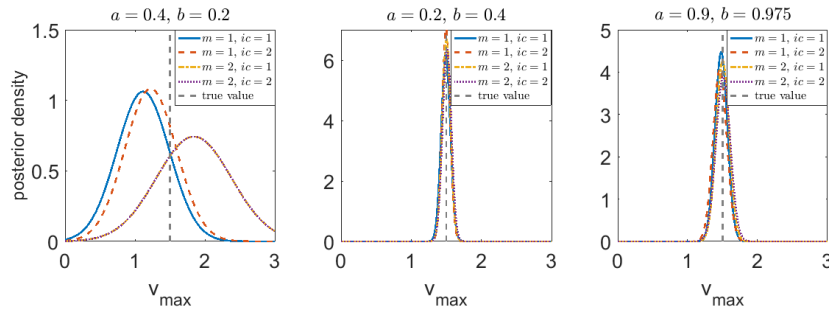 a = 0.4, b = 0.2
posterior density
1.5
1
0.5
0
0 1 2 3
v_max
m = 1, ic = 1
m = 1, ic = 2
m = 2, ic = 1
m = 2, ic = 2
true value
a = 0.2, b = 0.4
6
4
2
0
0 1 2 3
v_max
m = 1, ic = 1
m = 1, ic = 2
m = 2, ic = 1
m = 2, ic = 2
true value
a = 0.9, b = 0.975
5
4
3
2
1
0
0 1 2 3
v_max
m = 1, ic = 1
m = 1, ic = 2
m = 2, ic = 1
m = 2, ic = 2
true value